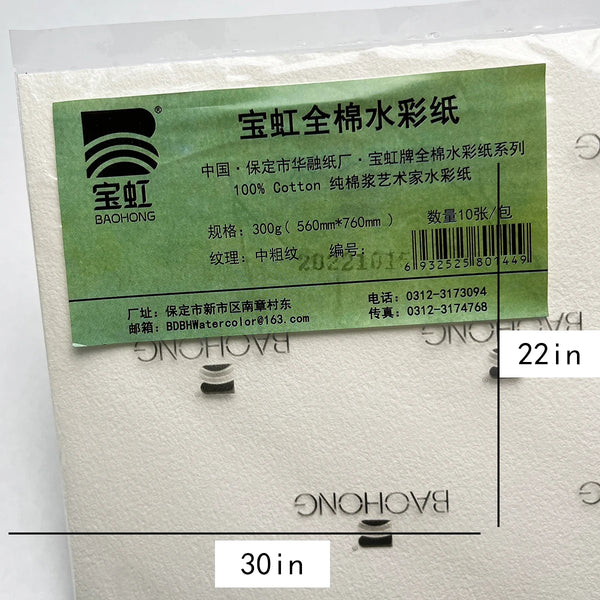 宝虹全棉水彩纸
®
宝虹
BAOHONG
中国·保定市华融纸厂·宝虹牌全棉水彩纸系列
100% Cotton 纯棉浆艺术家水彩纸
规格：300g( 560mm*760mm ) 数量10张/包
纹理：中粗纹 编号：20221015
6 932525 801449
厂址：保定市新市区南章村东
邮箱：BDBHWatercolor@163.com
电话：0312-3173094
传真：0312-3174768
BAOHONG
22in
BAOHONG
30in